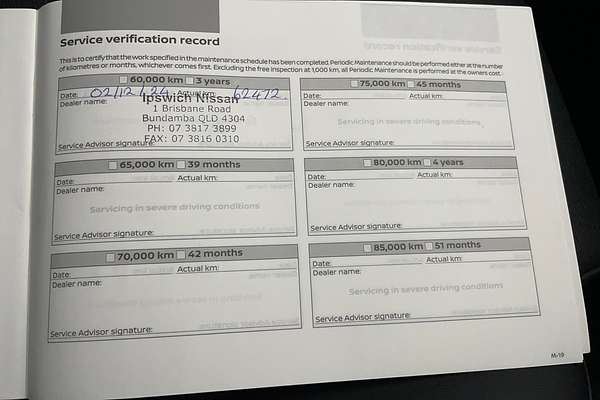 Service verification record
This is to certify that the work specified in the maintenance schedule has been completed. Periodic Maintenance should be performed either at the number
of kilometres or months, whichever comes first. Excluding the free inspection at 1,000 km, all Periodic Maintenance is performed at the owners cost.
60,000 km 3 years
Date: 02/12/24 Actual km: 62472
Dealer name:
Ipswich Nissan
1 Brisbane Road
Bundamba QLD 4304
PH: 07 3817 3899
FAX: 07 3816 0310
Service Advisor signature:
65,000 km 39 months
Date: Actual km:
Dealer name:
Servicing in severe driving conditions
Service Advisor signature:
70,000 km 42 months
Date: Actual km:
Dealer name:
Service Advisor signature:
75,000 km 45 months
Date: Actual km:
Dealer name:
Servicing in severe driving conditions
Service Advisor signature:
80,000 km 4 years
Date: Actual km:
Dealer name:
Service Advisor signature:
85,000 km 51 months
Date: Actual km:
Dealer name:
Servicing in severe driving conditions
Service Advisor signature:
M-19